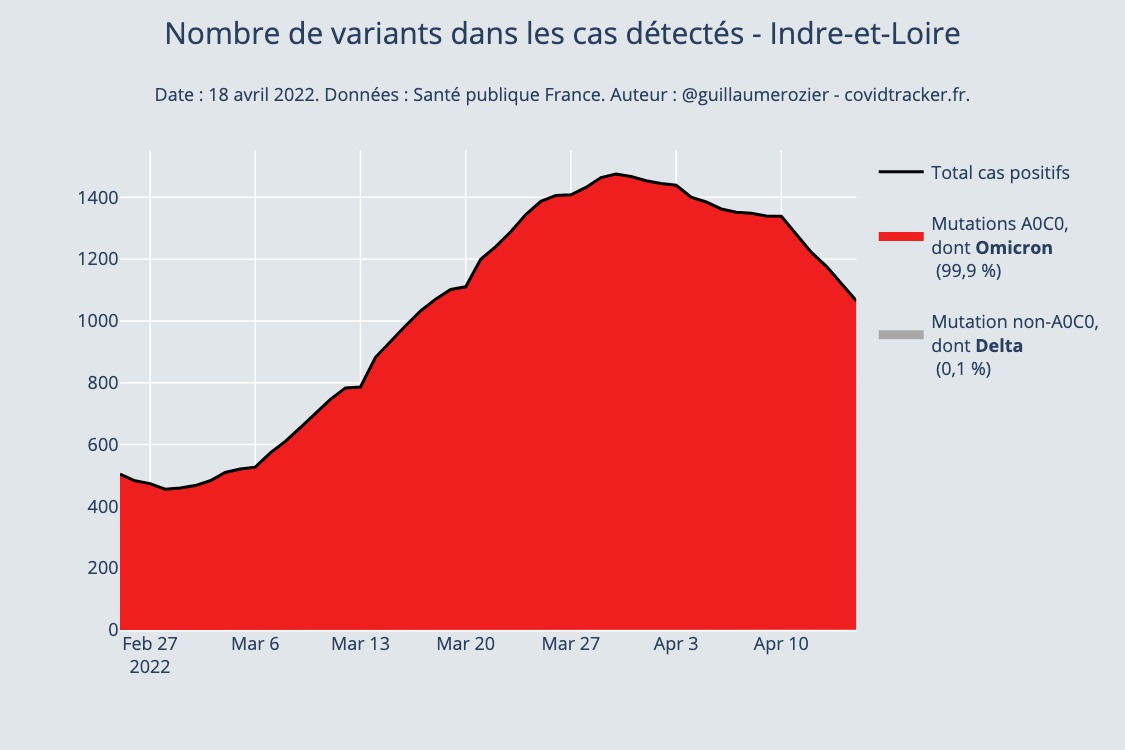 Nombre de variants dans les cas détectés - Indre-et-Loire
Date : 18 avril 2022. Données : Santé publique France. Auteur : @guillaumerozier - covidtracker.fr.
Total cas positifs
Mutations A0C0,
dont Omicron
(99,9 %)
Mutation non-A0C0,
dont Delta
(0,1 %)
1400
1200
1000
800
600
400
200
0
Feb 27
2022
Mar 6
Mar 13
Mar 20
Mar 27
Apr 3
Apr 10